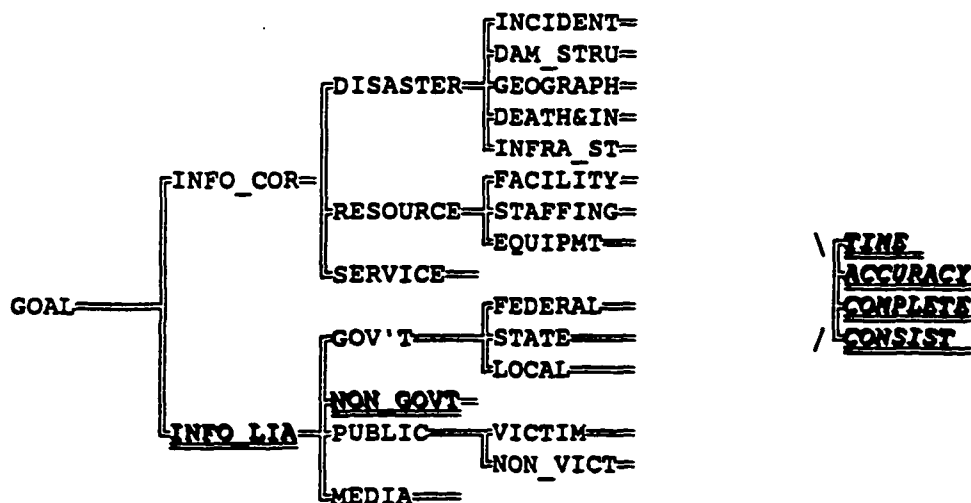 INCIDENT
DAM_STRU
DISASTER GEOGRAPH
DEATH&IN
INFO_COR INFRA_ST
FACILITY
RESOURCE STAFFING
EQUIPMT \ TIME
SERVICE ACCURACY
GOAL FEDERAL COMPLETE
GOV'T STATE / CONSIST
LOCAL
NON_GOVT
INFO_LIA PUBLIC VICTIM
NON_VICT
MEDIA